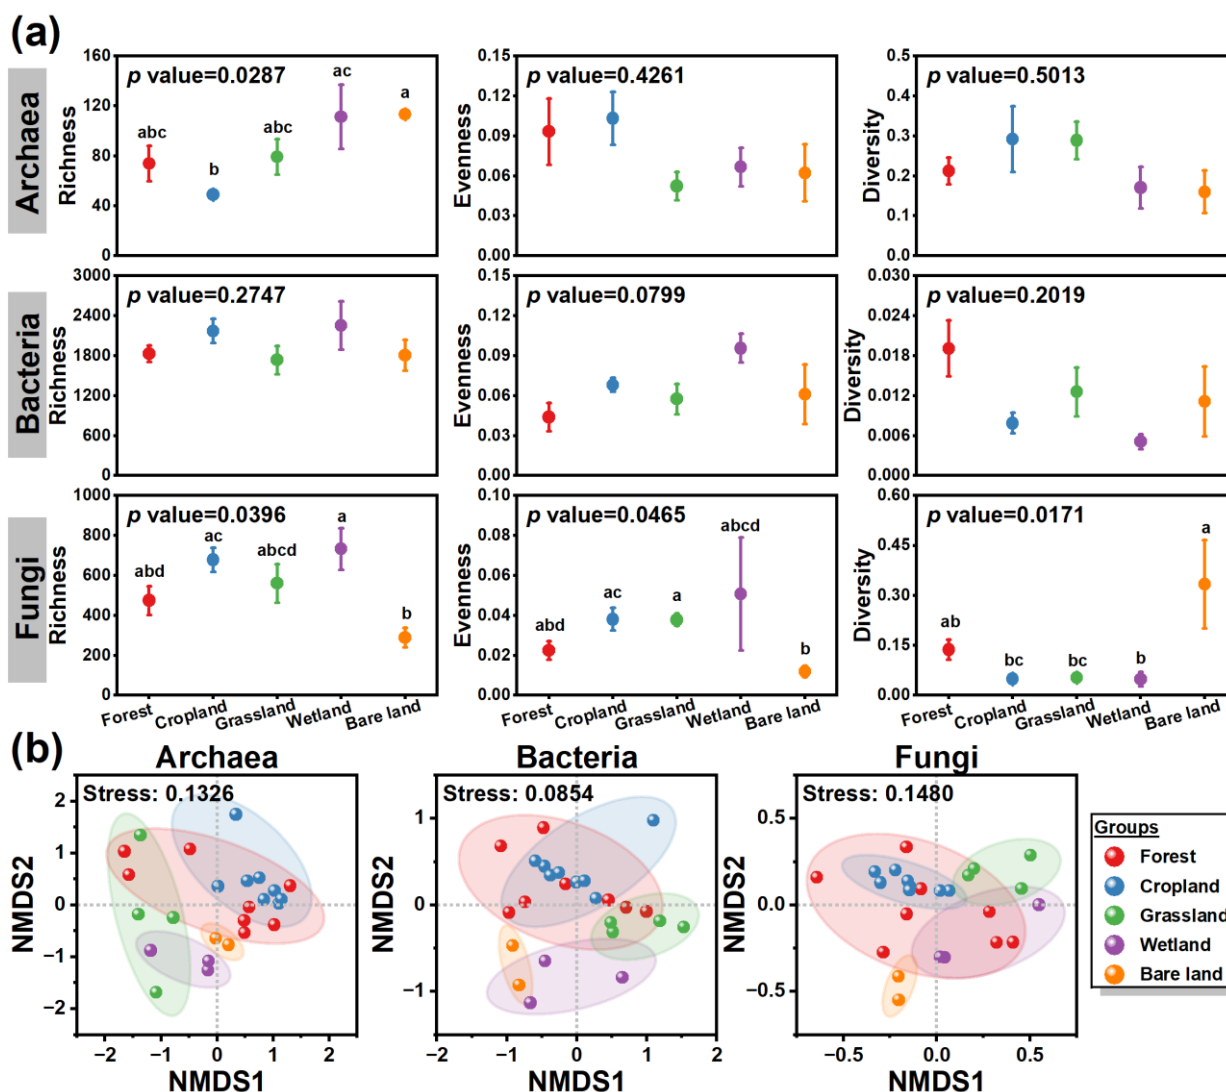 (a)
Archaea
Richness
160
120
80
40
0
p value=0.0287
abc
b
abc
ac
a
Evenness
0.15
0.12
0.09
0.06
0.03
0.00
p value=0.4261
Diversity
0.5
0.4
0.3
0.2
0.1
0.0
p value=0.5013
Bacteria
Richness
3000
2400
1800
1200
600
0
p value=0.2747
Evenness
0.15
0.12
0.09
0.06
0.03
0.00
p value=0.0799
Diversity
0.030
0.024
0.018
0.012
0.006
0.000
p value=0.2019
Fungi
Richness
1000
800
600
400
200
0
p value=0.0396
abd
ac
abcd
a
b
Forest
Cropland
Grassland
Wetland
Bare land
Evenness
0.10
0.08
0.06
0.04
0.02
0.00
p value=0.0465
abd
ac
a
abcd
b
Forest
Cropland
Grassland
Wetland
Bare land
Diversity
0.60
0.45
0.30
0.15
0.00
p value=0.0171
ab
bc
bc
b
a
Forest
Cropland
Grassland
Wetland
Bare land
(b)
Archaea
Stress: 0.1326
NMDS2
2
1
0
−1
−2
−2
−1
0
1
2
NMDS1
Bacteria
Stress: 0.0854
NMDS2
1
0
−1
−2
−1
0
1
2
NMDS1
Fungi
Stress: 0.1480
NMDS2
0.5
0.0
−0.5
−0.5
0.0
0.5
NMDS1
Groups
Forest
Cropland
Grassland
Wetland
Bare land